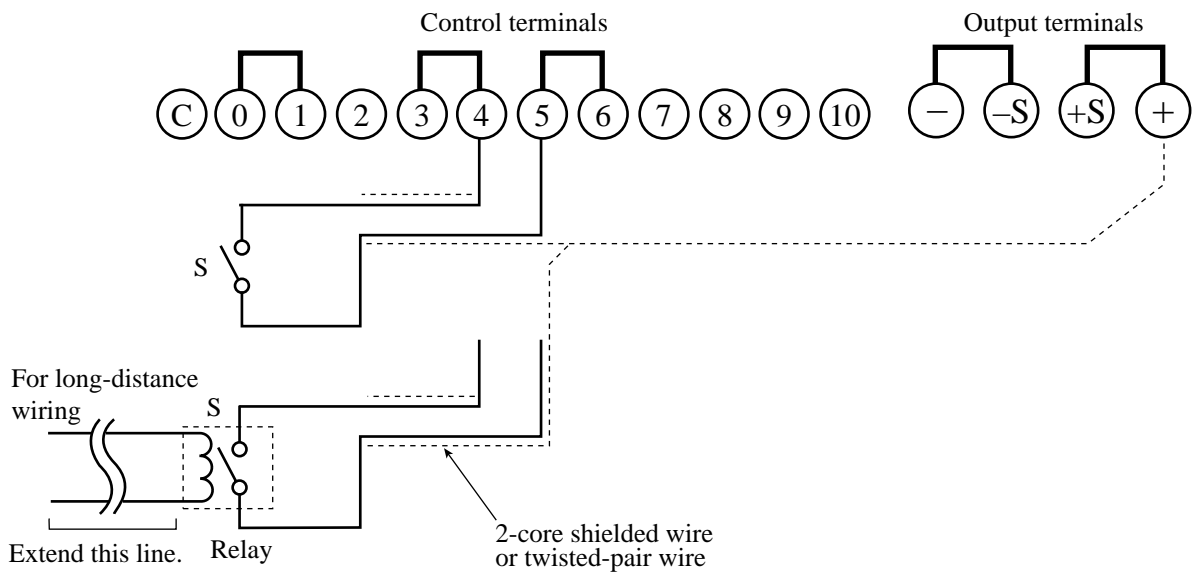 Control terminals
Output terminals
C 0 1 2 3 4 5 6 7 8 9 10 – –S +S +
S
For long-distance
wiring
S
2-core shielded wire
or twisted-pair wire
Extend this line.
Relay